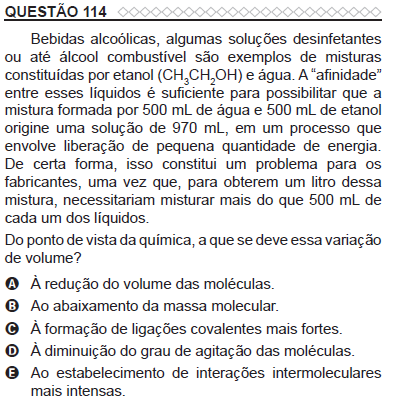 QUESTÃO 114
Bebidas alcoólicas, algumas soluções desinfetantes
ou até álcool combustível são exemplos de misturas
constituídas por etanol (CH₃CH₂OH) e água. A “afinidade”
entre esses líquidos é suficiente para possibilitar que a
mistura formada por 500 mL de água e 500 mL de etanol
origine uma solução de 970 mL, em um processo que
envolve liberação de pequena quantidade de energia.
De certa forma, isso constitui um problema para os
fabricantes, uma vez que, para obterem um litro dessa
mistura, necessitariam misturar mais do que 500 mL de
cada um dos líquidos.
Do ponto de vista da química, a que se deve essa variação
de volume?
A À redução do volume das moléculas.
B Ao abaixamento da massa molecular.
C À formação de ligações covalentes mais fortes.
D À diminuição do grau de agitação das moléculas.
E Ao estabelecimento de interações intermoleculares
mais intensas.